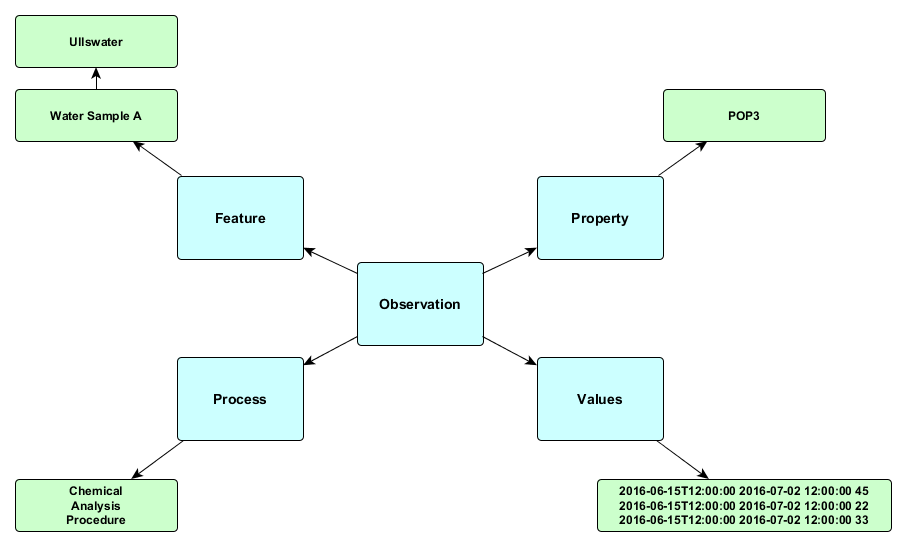 Ullswater
Water Sample A
POP3
Feature
Property
Observation
Process
Values
Chemical
Analysis
Procedure
2016-06-15T12:00:00 2016-07-02 12:00:00 45
2016-06-15T12:00:00 2016-07-02 12:00:00 22
2016-06-15T12:00:00 2016-07-02 12:00:00 33